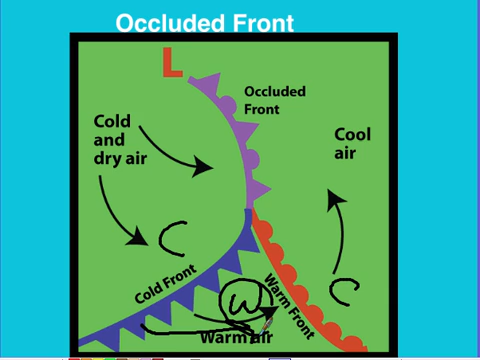 Occluded Front
L
Occluded
Front
Cold
and
dry air
Cool
air
C
C
Cold Front
Warm Front
W
Warm air